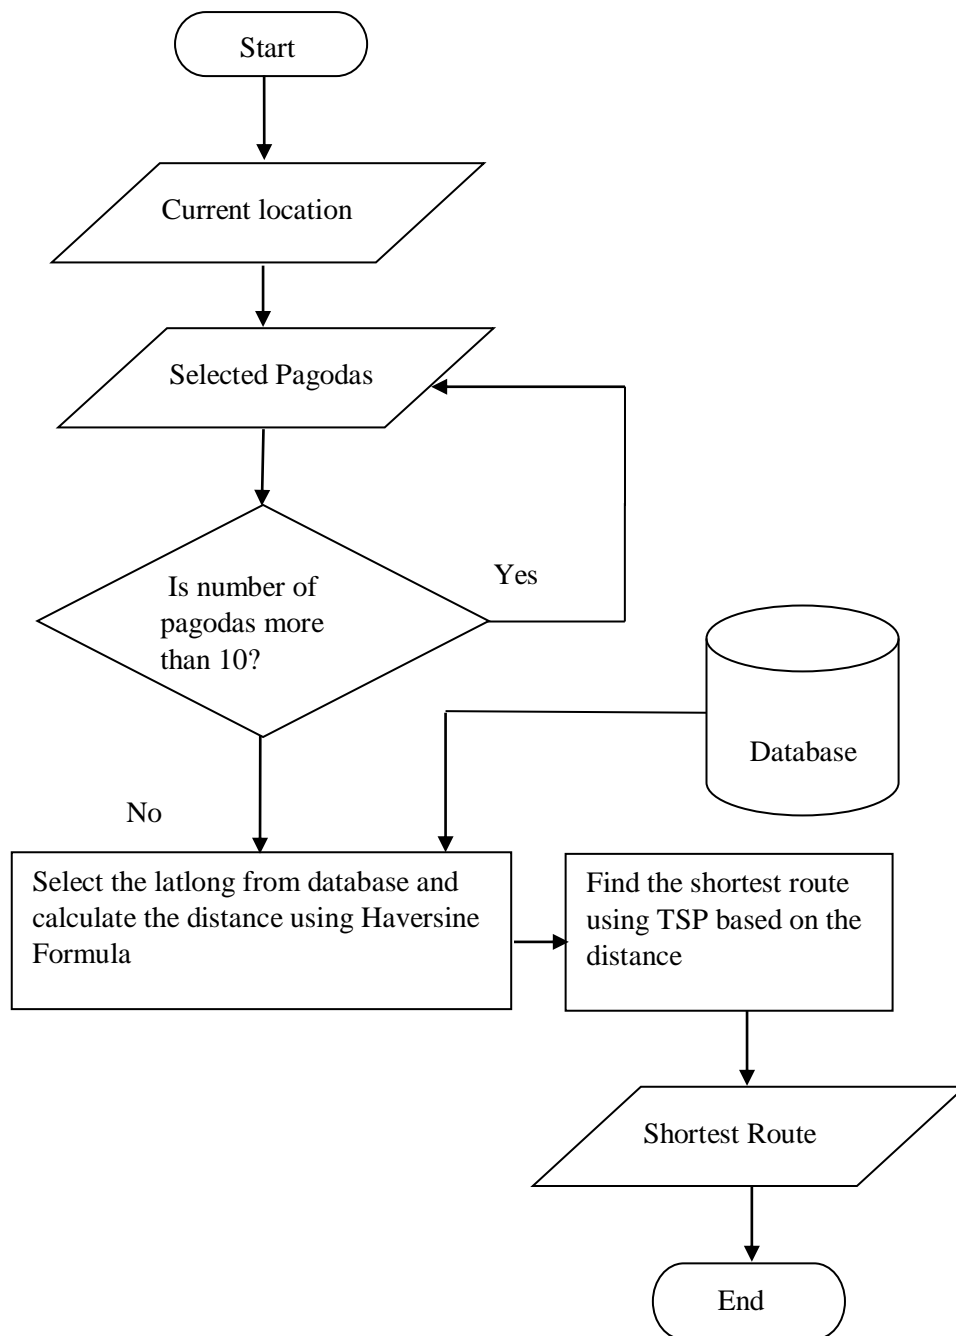 Start
Current location
Selected Pagodas
Is number of
pagodas more
than 10?
Yes
Database
No
Select the latlong from database and
calculate the distance using Haversine
Formula
Find the shortest route
using TSP based on the
distance
Shortest Route
End